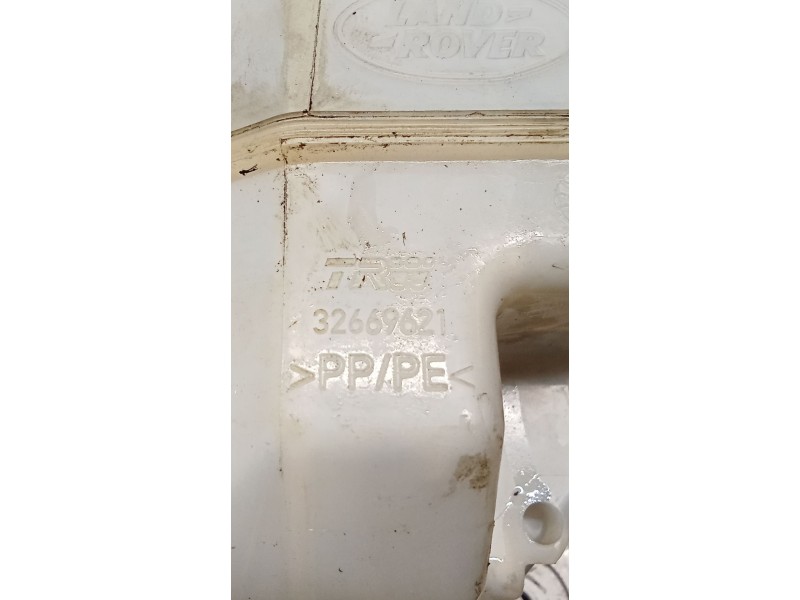 LAND-
ROVER
TRW
32669621
>PP/PE<